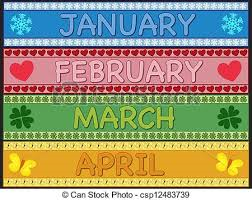 JANUARY
FEBRUARY
MARCH
APRIL
© Can Stock Photo - csp12483739